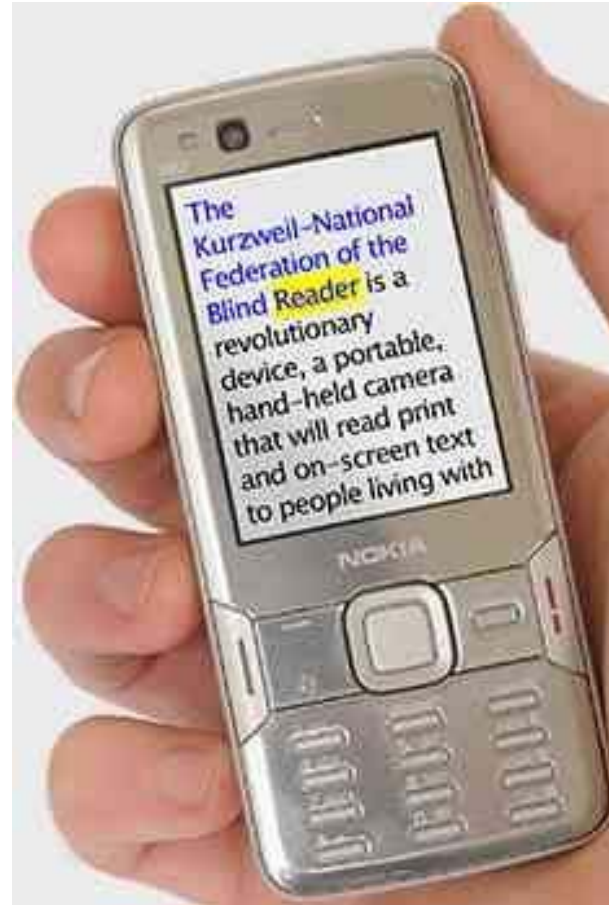 The
Kurzweil-National
Federation of the
Blind Reader is a
revolutionary
device, a portable,
hand-held camera
that will read print
and on-screen text
to people living with
NOKIA